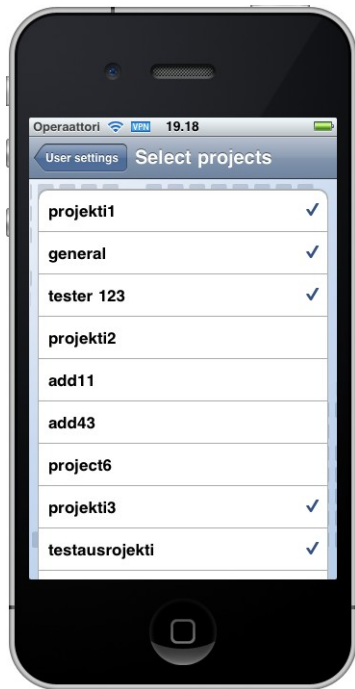 Operaattori VPN 19.18
User settings Select projects
projekti1
general
tester 123
projekti2
add11
add43
project6
projekti3
testausrojekti